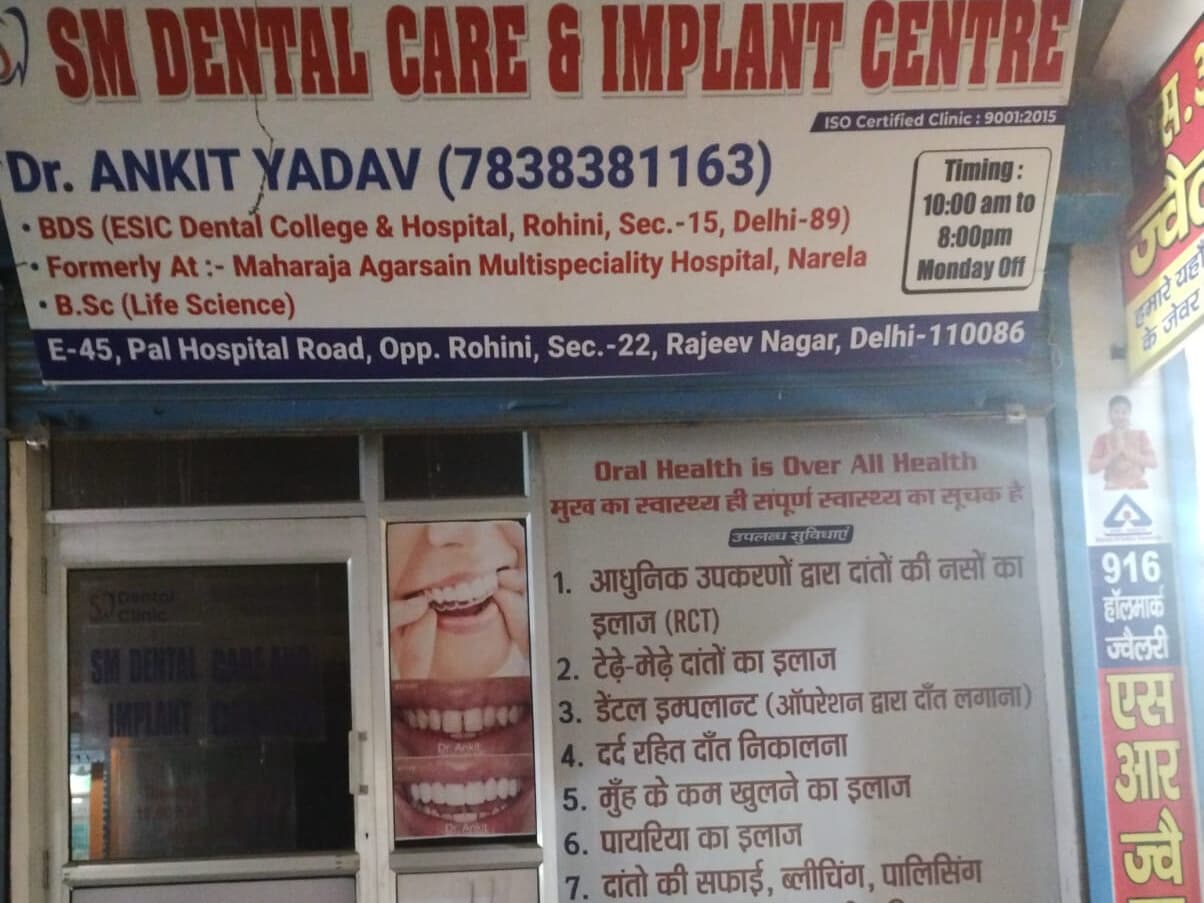 SM DENTAL CARE & IMPLANT CENTRE
ISO Certified Clinic : 9001:2015
Dr. ANKIT YADAV (7838381163)
• BDS (ESIC Dental College & Hospital, Rohini, Sec.-15, Delhi-89)
• Formerly At :- Maharaja Agarsain Multispeciality Hospital, Narela
• B.Sc (Life Science)
Timing :
10:00 am to
8:00pm
Monday Off
E-45, Pal Hospital Road, Opp. Rohini, Sec.-22, Rajeev Nagar, Delhi-110086
Oral Health is Over All Health
मुख का स्वास्थ्य ही संपूर्ण स्वास्थ्य का सूचक है
उपलब्ध सुविधाएं
1. आधुनिक उपकरणों द्वारा दांतों की नसों का
इलाज (RCT)
2. टेढ़े-मेढ़े दांतों का इलाज
3. डेंटल इम्पलान्ट (ऑपरेशन द्वारा दाँत लगाना)
4. दर्द रहित दाँत निकालना
5. मुँह के कम खुलने का इलाज
6. पायरिया का इलाज
7. दांतो की सफाई, ब्लीचिंग, पालिसिंग
Dental
Clinic
SM DENTAL CARE AND
IMPLANT
Dr. Ankit
Dr. Ankit
हमारे यहाँ
के जेवर
916
हॉलमार्क
ज्वैलरी
एस
आर
ज्वै